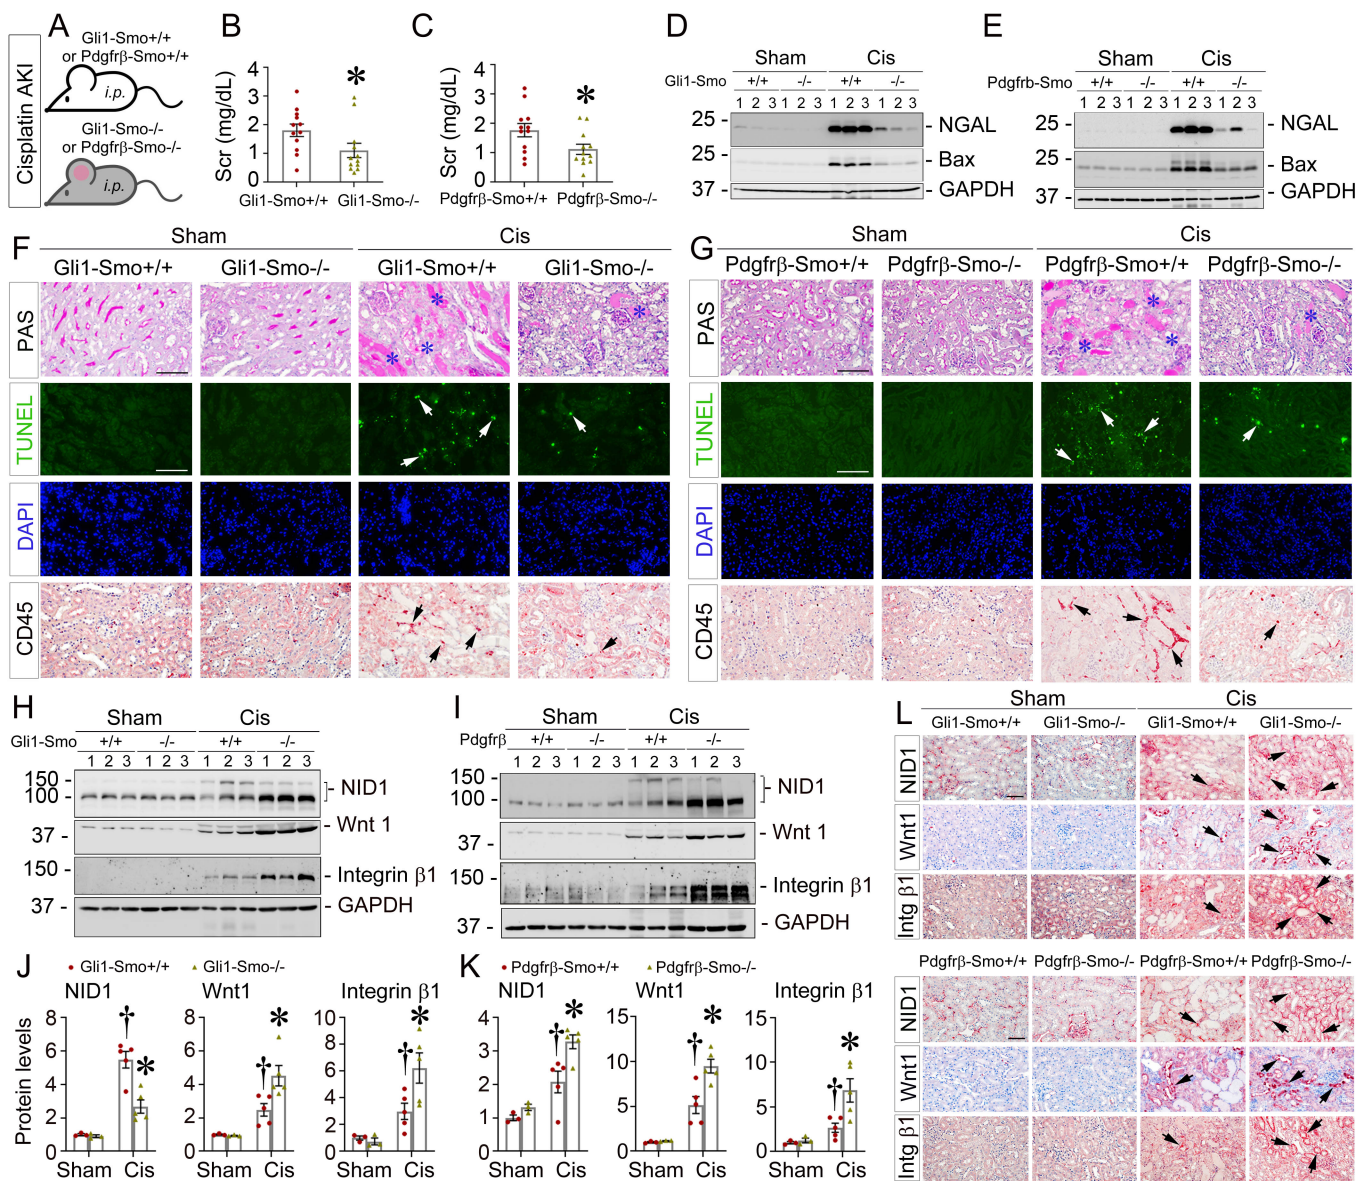 A
Cisplatin AKI
Gli1-Smo+/+
or Pdgfrβ-Smo+/+
i.p.
Gli1-Smo-/-
or Pdgfrβ-Smo-/-
i.p.
B
Scr (mg/dL)
4
3
2
1
0
*
Gli1-Smo+/+ Gli1-Smo-/-
C
Scr (mg/dL)
4
3
2
1
0
*
Pdgfrβ-Smo+/+ Pdgfrβ-Smo-/-
D
Sham Cis
Gli1-Smo +/+ -/- +/+ -/-
1 2 3 1 2 3 1 2 3 1 2 3
25 - - NGAL
25 - - Bax
37 - - GAPDH
E
Sham Cis
Pdgfrb-Smo +/+ -/- +/+ -/-
1 2 3 1 2 3 1 2 3 1 2 3
25 - - NGAL
25 - - Bax
37 - - GAPDH
F
Sham Cis
Gli1-Smo+/+ Gli1-Smo-/- Gli1-Smo+/+ Gli1-Smo-/-
PAS
* * * *
TUNEL
DAPI
CD45
G
Sham Cis
Pdgfrβ-Smo+/+ Pdgfrβ-Smo-/- Pdgfrβ-Smo+/+ Pdgfrβ-Smo-/-
PAS
* * * *
TUNEL
DAPI
CD45
H
Sham Cis
Gli1-Smo +/+ -/- +/+ -/-
1 2 3 1 2 3 1 2 3 1 2 3
150 -
100 - NID1
37 - Wnt 1
150 - - Integrin β1
37 - - GAPDH
I
Sham Cis
Pdgfrβ +/+ -/- +/+ -/-
1 2 3 1 2 3 1 2 3 1 2 3
150 -
100 - - NID1
37 - - Wnt 1
150 - - Integrin β1
37 - - GAPDH
J
Gli1-Smo+/+ Gli1-Smo-/-
Protein levels
NID1
8
6
4
2
0
† *
Sham Cis
Wnt1
8
6
4
2
0
† *
Sham Cis
Integrin β1
10
8
6
4
2
0
† *
Sham Cis
K
Pdgfrβ-Smo+/+ Pdgfrβ-Smo-/-
NID1
4
3
2
1
0
† *
Sham Cis
Wnt1
15
10
5
0
† *
Sham Cis
Integrin β1
15
10
5
0
† *
Sham Cis
L
Sham Cis
Gli1-Smo+/+ Gli1-Smo-/- Gli1-Smo+/+ Gli1-Smo-/-
NID1
Wnt1
Intg β1
Pdgfrβ-Smo+/+ Pdgfrβ-Smo-/- Pdgfrβ-Smo+/+ Pdgfrβ-Smo-/-
NID1
Wnt1
Intg β1